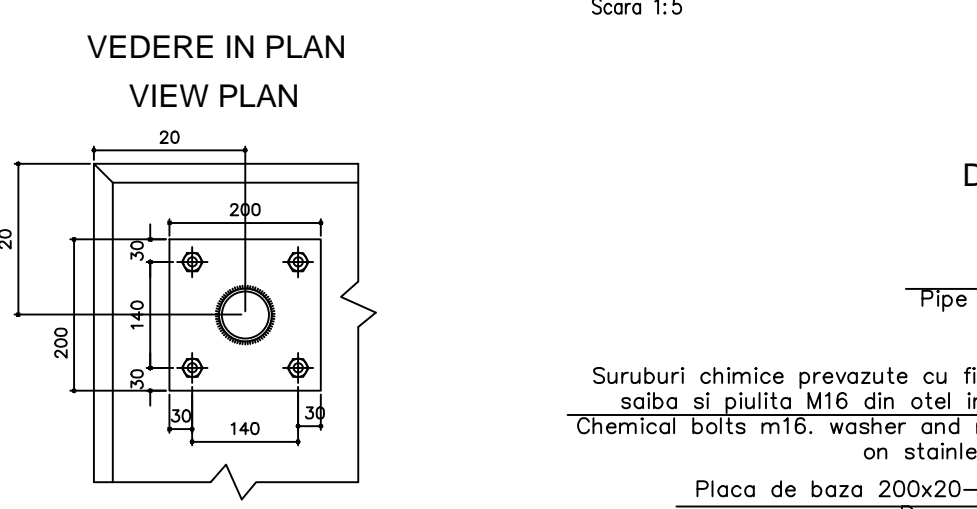 Scara 1:5
VEDERE IN PLAN
VIEW PLAN
20
20
200
30
140
200
30
30
30
140
D
Pipe
Suruburi chimice prevazute cu fi
saiba si piulita M16 din otel in
Chemical bolts m16. washer and
on stainle
Placa de baza 200x20-